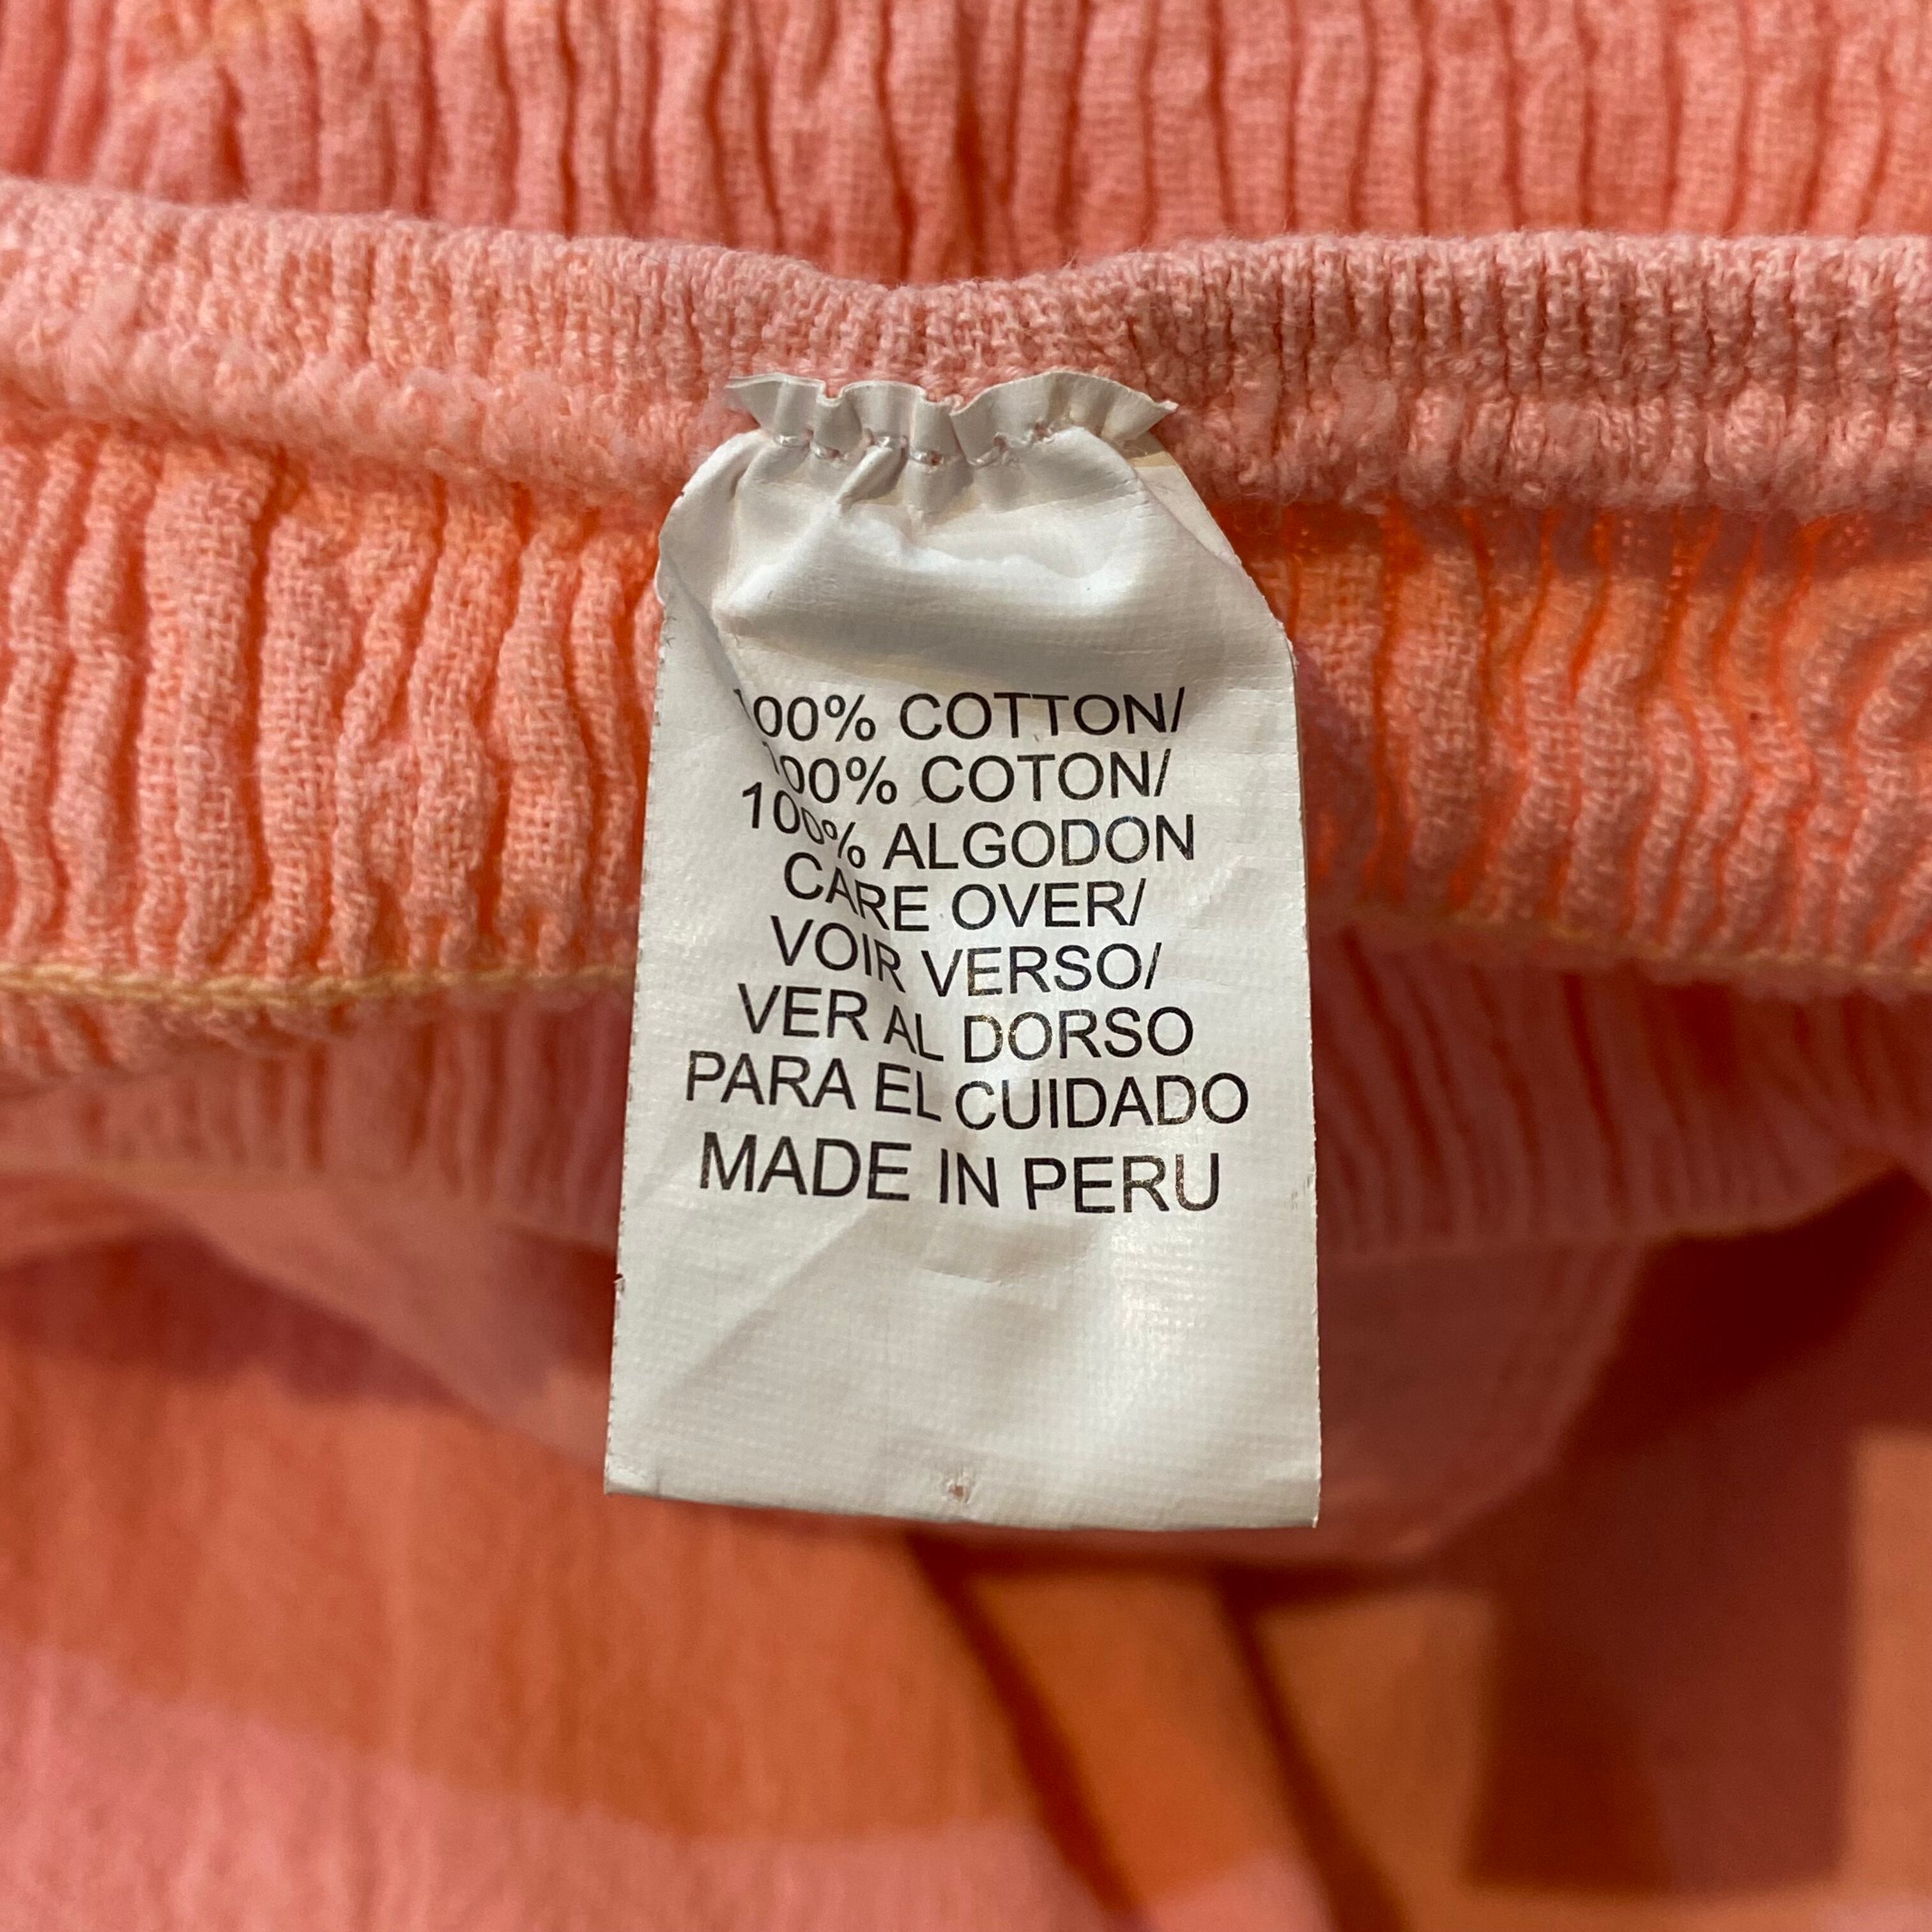 100% COTTON/
100% COTON/
100% ALGODON
CARE OVER/
VOIR VERSO/
VER AL DORSO
PARA EL CUIDADO
MADE IN PERU